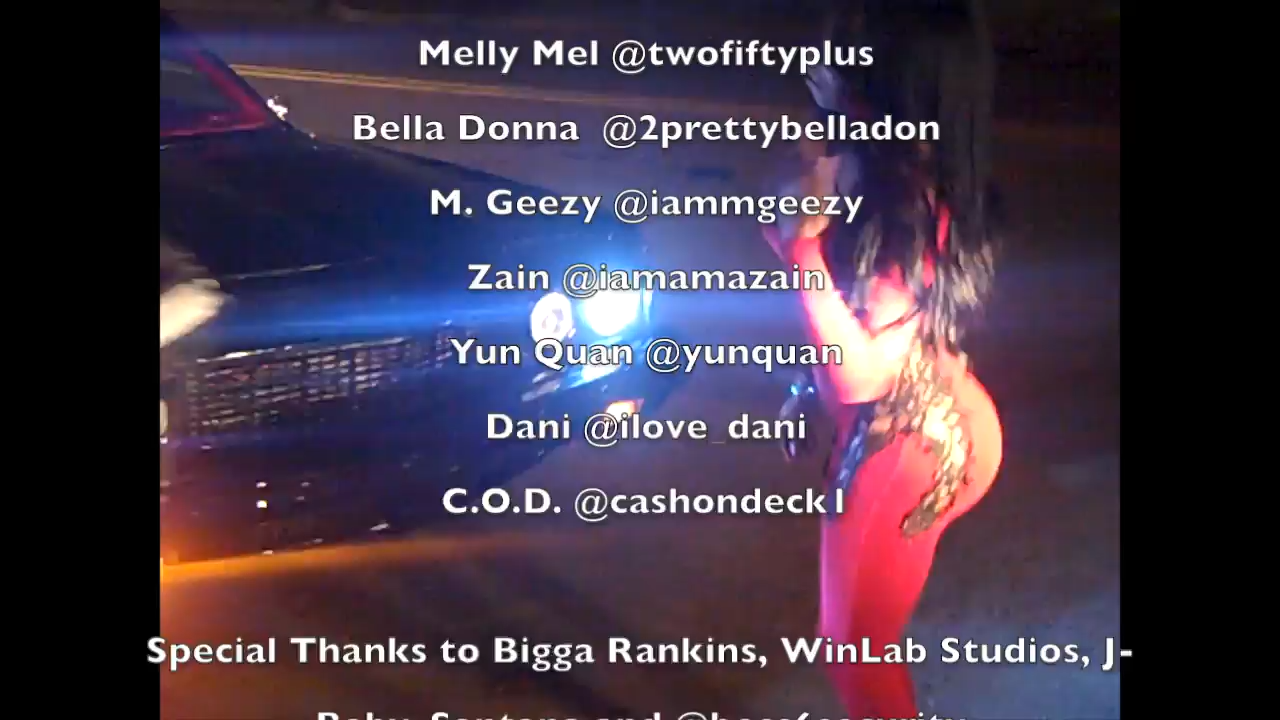 Melly Mel @twofiftyplus
Bella Donna @2prettybelladon
M. Geezy @iammgeezy
Zain @iamamazain
Yun Quan @yunquan
Dani @ilove_dani
C.O.D. @cashondeck1
Special Thanks to Bigga Rankins, WinLab Studios, J-